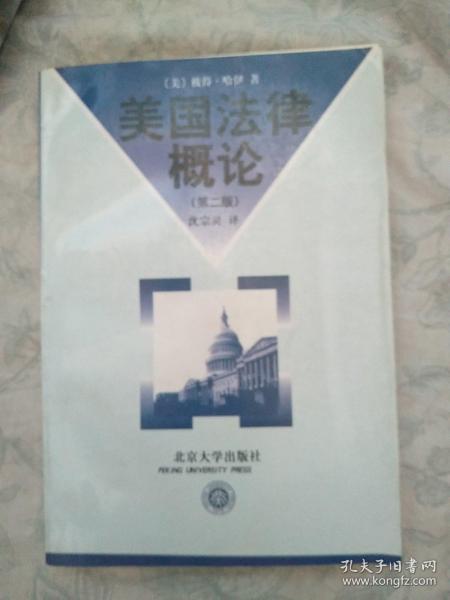 （美）彼得·哈伊 著
美国法律
概论
（第二版）
沈宗灵 译
北京大学出版社
PEKING UNIVERSITY PRESS
孔夫子旧书网
www.kongfz.com